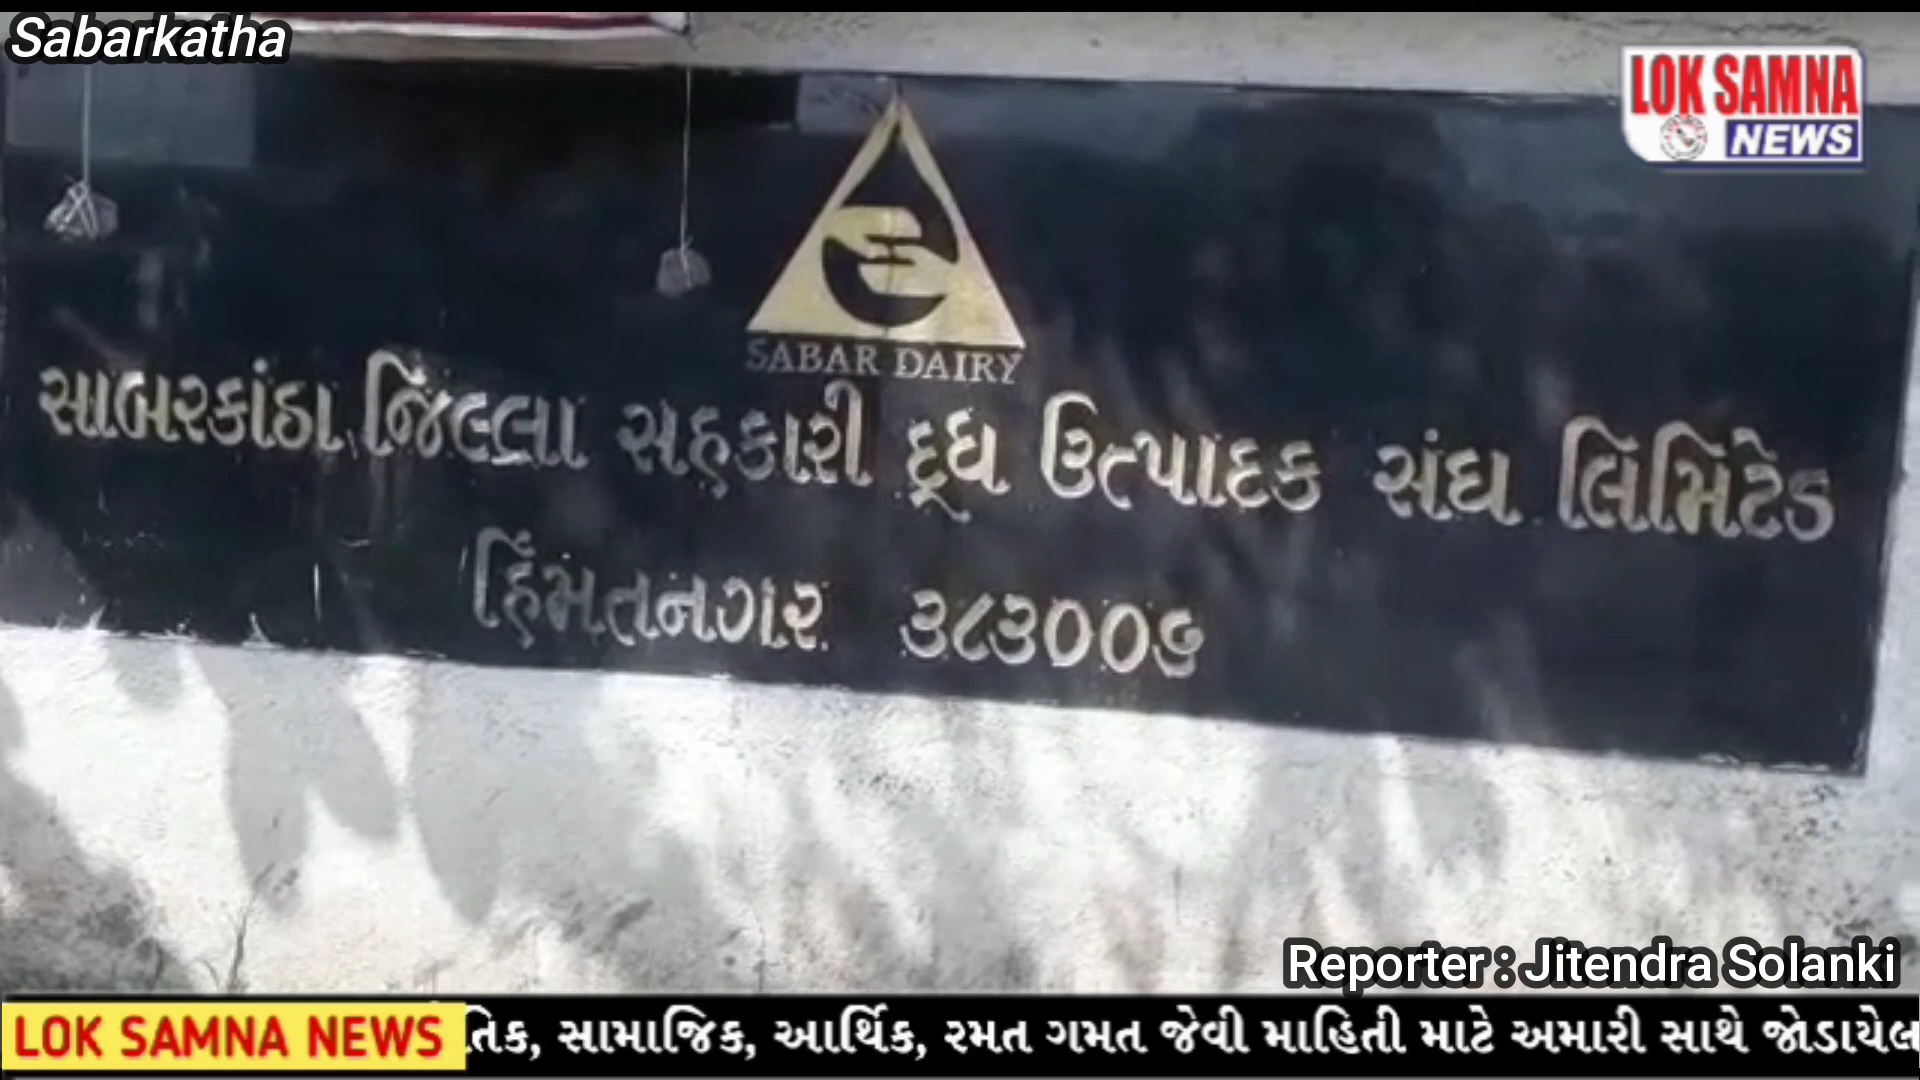 Sabarkatha
LOK SAMNA
NEWS
SABAR DAIRY
સાબરકાંઠા જિલ્લા સહકારી દૂધ ઉત્પાદક સંઘ લિમિટેડ
હિંમતનગર ૩૮૩૦૦૭
Reporter : Jitendra Solanki
LOK SAMNA NEWS તિક, સામાજિક, આર્થિક, રમત ગમત જેવી માહિતી માટે અમારી સાથે જોડાયેલ